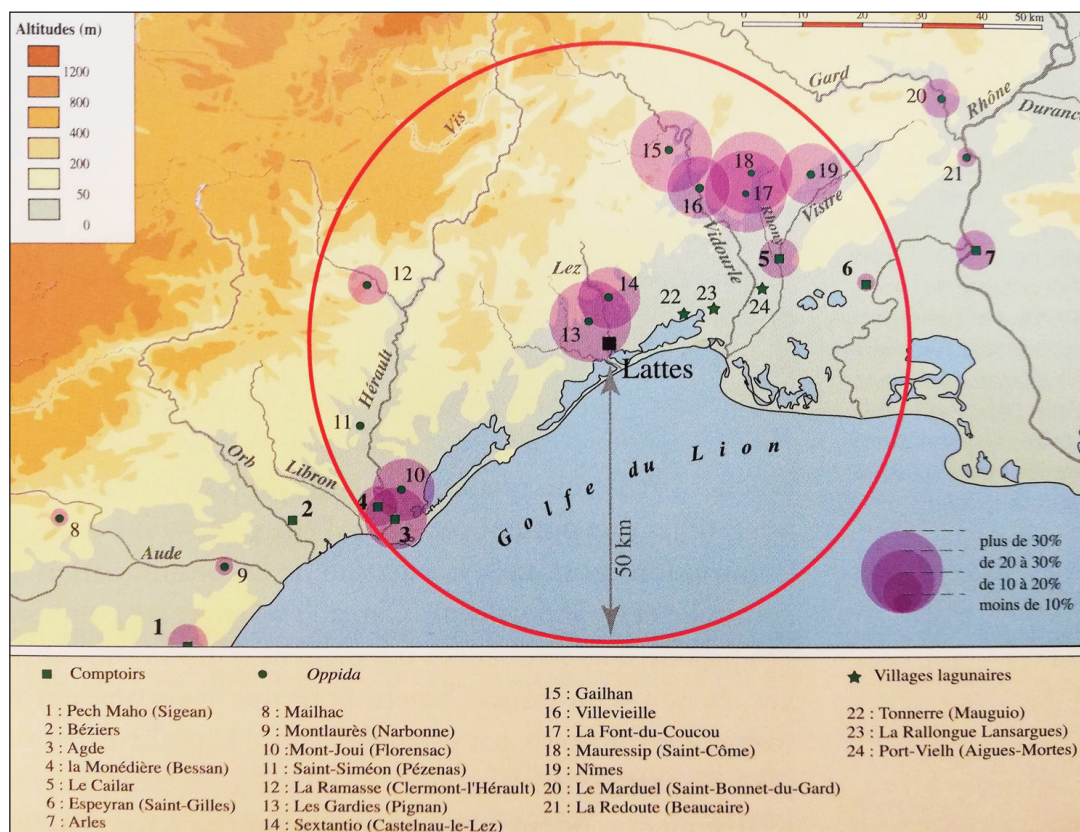 Altitudes (m)
1200
800
400
200
50
0
0 10 20 30 40 50 km
Gard
Rhône
Duranc
Vis
20
21
15
18
19
16
17
Vistre
Rhony
Vidourle
5
6
7
12
Lez
14
13
22
23
24
Lattes
Hérault
11
Orb
Libron
10
4
3
2
8
Aude
9
1
Golfe du Lion
50 km
plus de 30%
de 20 à 30%
de 10 à 20%
moins de 10%
Comptoirs
1 : Pech Maho (Sigean)
2 : Béziers
3 : Agde
4 : la Monédière (Bessan)
5 : Le Cailar
6 : Espeyran (Saint-Gilles)
7 : Arles
Oppida
8 : Mailhac
9 : Montlaurès (Narbonne)
10 : Mont-Joui (Florensac)
11 : Saint-Siméon (Pézenas)
12 : La Ramasse (Clermont-l'Hérault)
13 : Les Gardies (Pignan)
14 : Sextantio (Castelnau-le-Lez)
15 : Gailhan
16 : Villevieille
17 : La Font-du-Coucou
18 : Mauressip (Saint-Côme)
19 : Nîmes
20 : Le Marduel (Saint-Bonnet-du-Gard)
21 : La Redoute (Beaucaire)
Villages lagunaires
22 : Tonnerre (Mauguio)
23 : La Rallongue Lansargues)
24 : Port-Vielh (Aigues-Mortes)